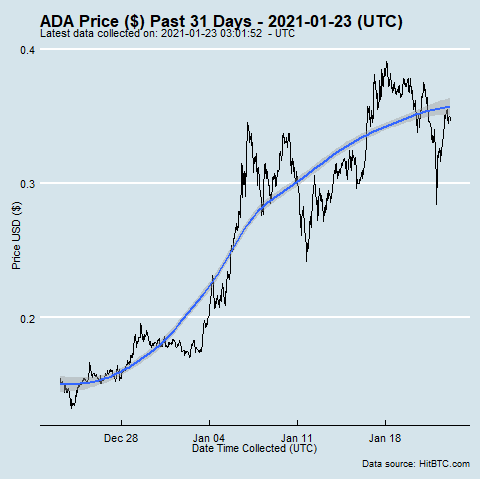 ADA Price ($) Past 31 Days - 2021-01-23 (UTC)
Latest data collected on: 2021-01-23 03:01:52 - UTC
0.4
0.3
0.2
Price USD ($)
Dec 28
Jan 04
Jan 11
Jan 18
Date Time Collected (UTC)
Data source: HitBTC.com